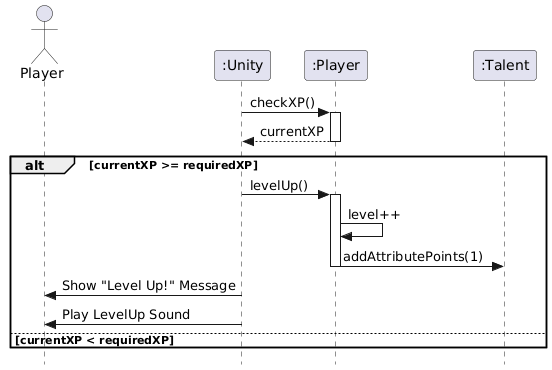 Player
:Unity
:Player
:Talent
checkXP()
currentXP
alt
[currentXP >= requiredXP]
levelUp()
level++
addAttributePoints(1)
Show "Level Up!" Message
Play LevelUp Sound
[currentXP < requiredXP]